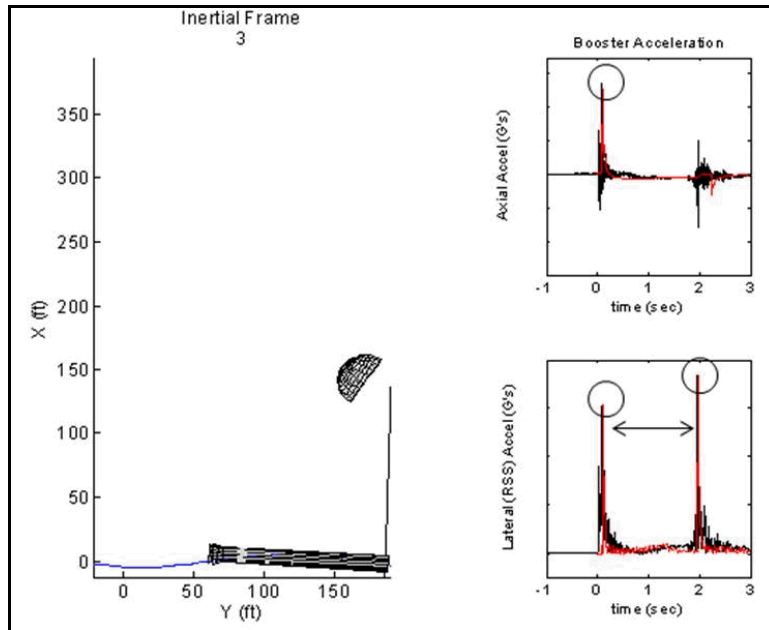 Inertial Frame
3
350
300
250
200
150
100
50
0
X (ft)
0 50 100 150
Y (ft)
Booster Acceleration
Axial Accel (G's)
-1 0 1 2 3
time (sec)
Lateral (RSS) Accel (G's)
-1 0 1 2 3
time (sec)